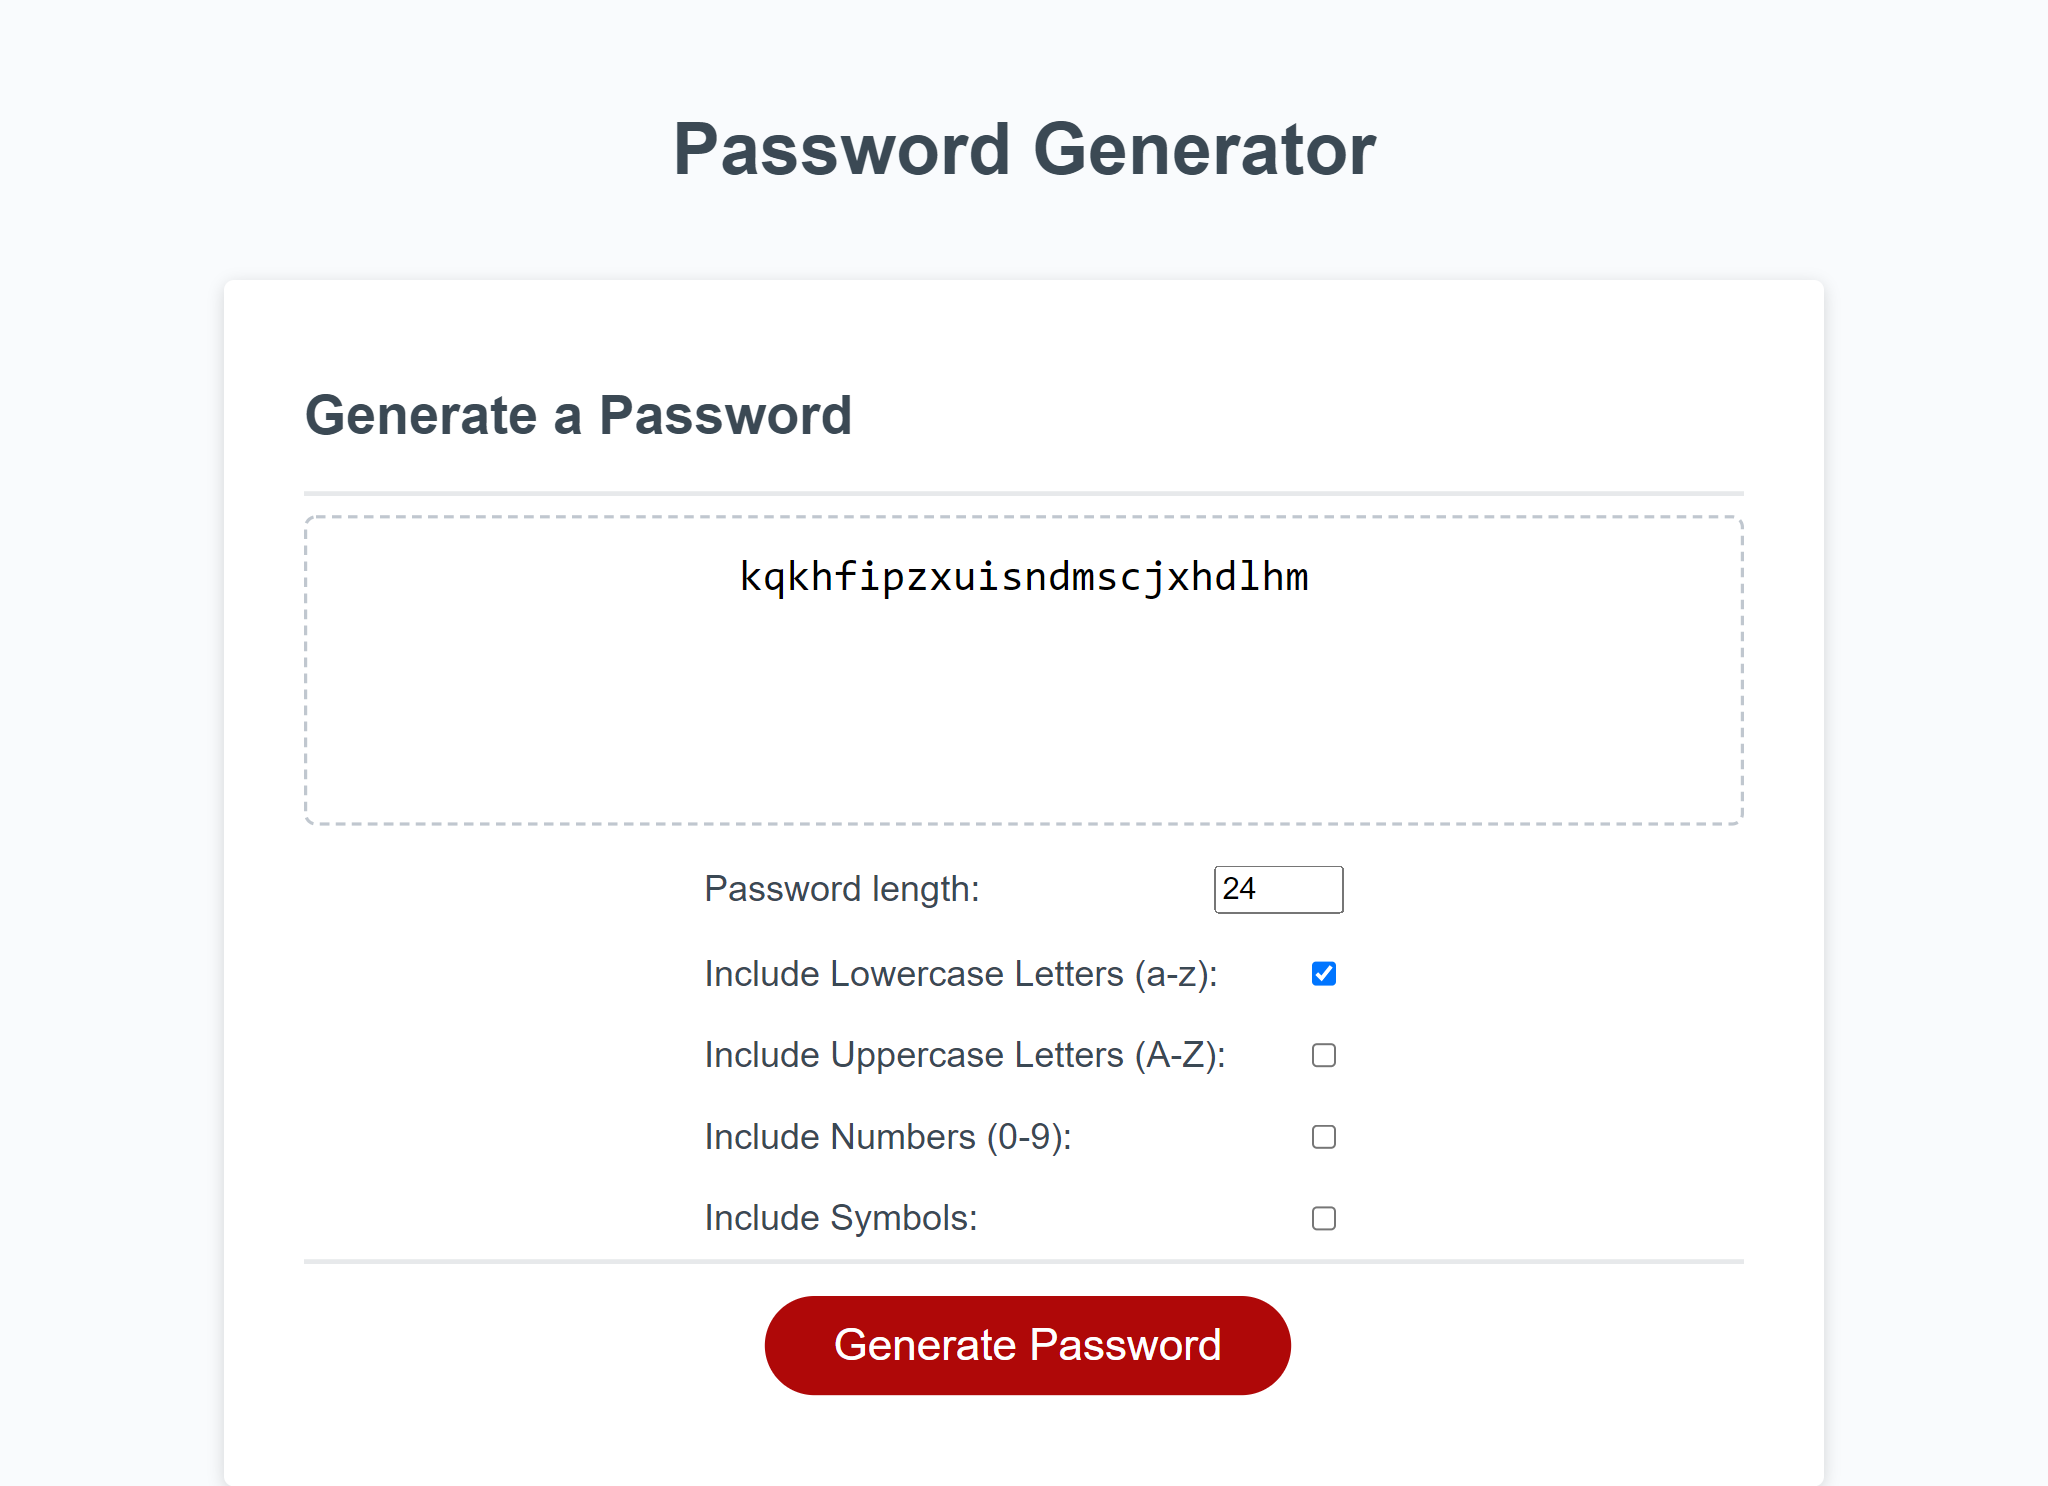 Password Generator
Generate a Password
kqkhfipzxuisndmscjxhdlhm
Password length: 24
Include Lowercase Letters (a-z):
Include Uppercase Letters (A-Z):
Include Numbers (0-9):
Include Symbols:
Generate Password